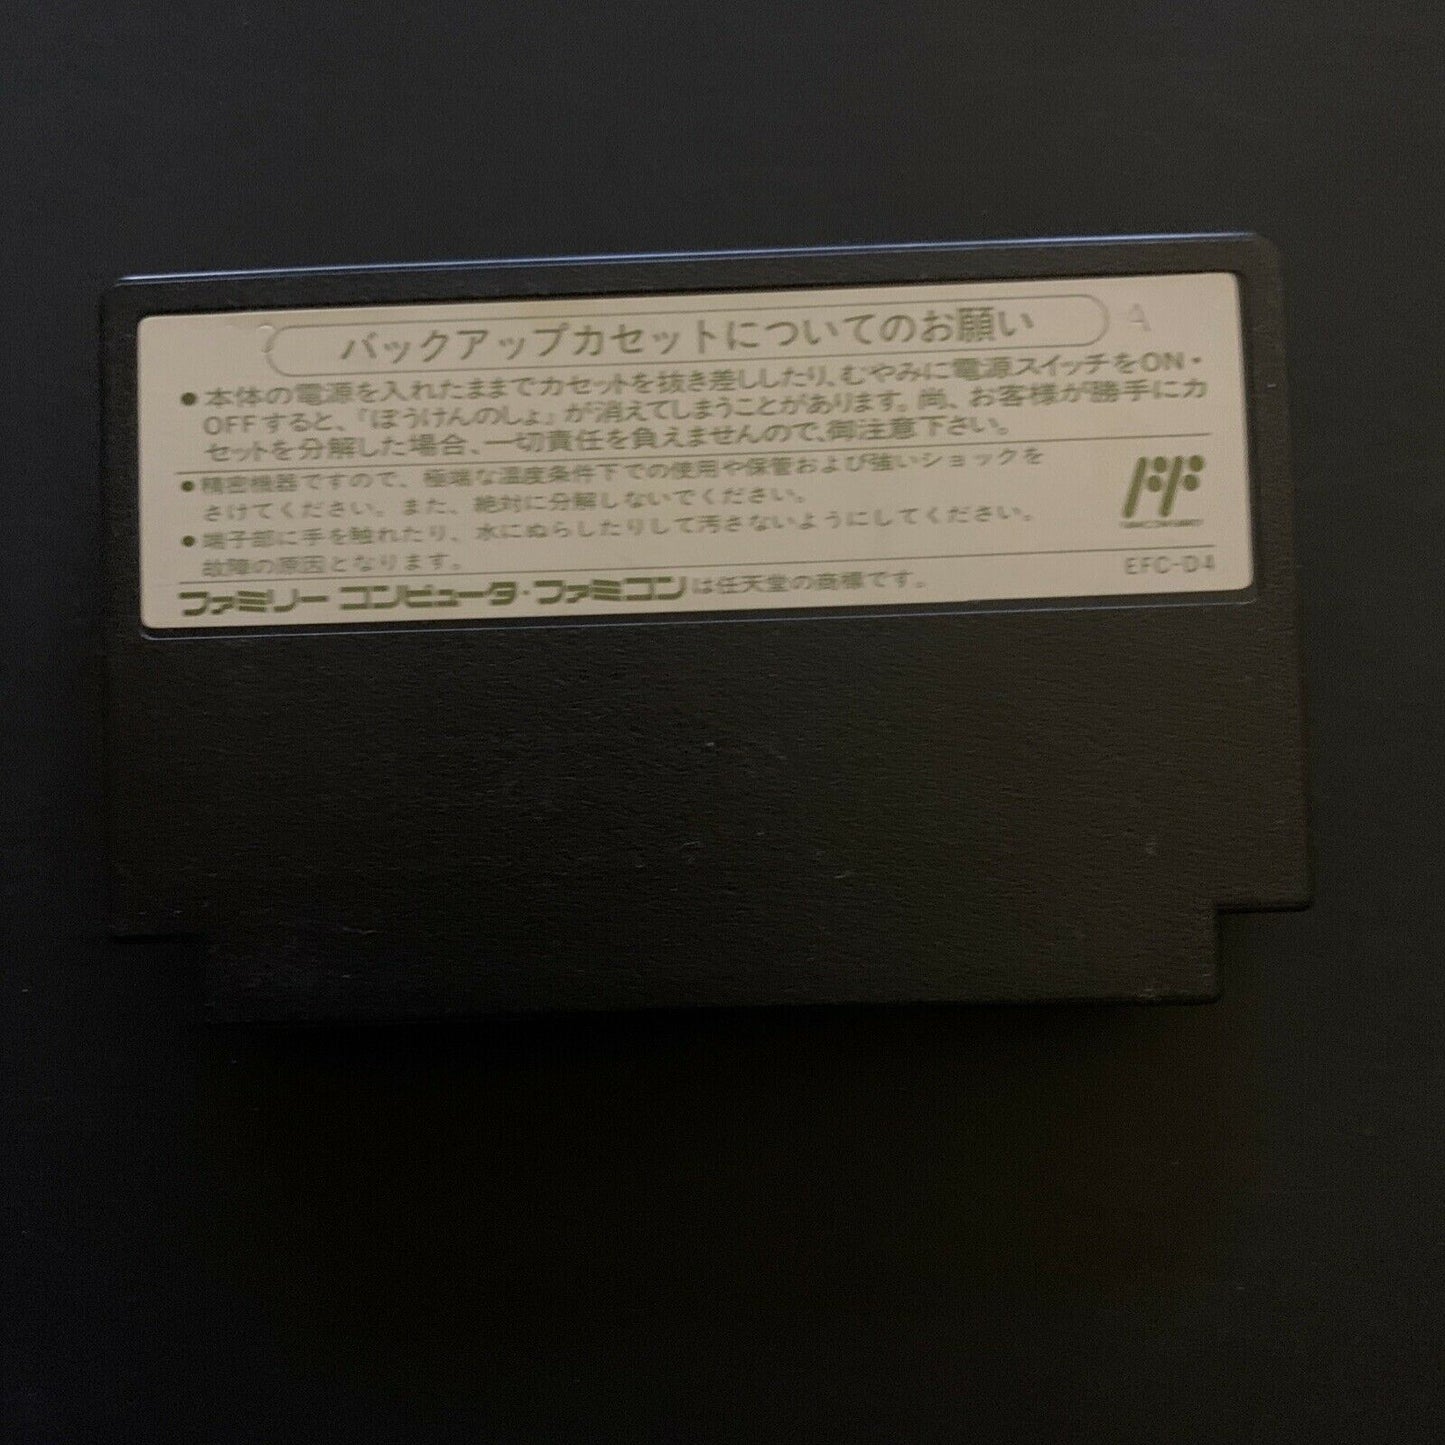 バックアップカセットについてのお願い A
●本体の電源を入れたままでカセットを抜き差ししたり、むやみに電源スイッチをON・
OFFすると、「ぼうけんのしょ」が消えてしまうことがあります。尚、お客様が勝手にカ
セットを分解した場合、一切責任を負えませんので、御注意下さい。
●精密機器ですので、極端な温度条件下での使用や保管および強いショックを
さけてください。また、絶対に分解しないでください。
●端子部に手を触れたり、水にぬらしたりして汚さないようにしてください。
故障の原因となります。
ファミリー コンピュータ・ファミコンは任天堂の商標です。
EFC-D4